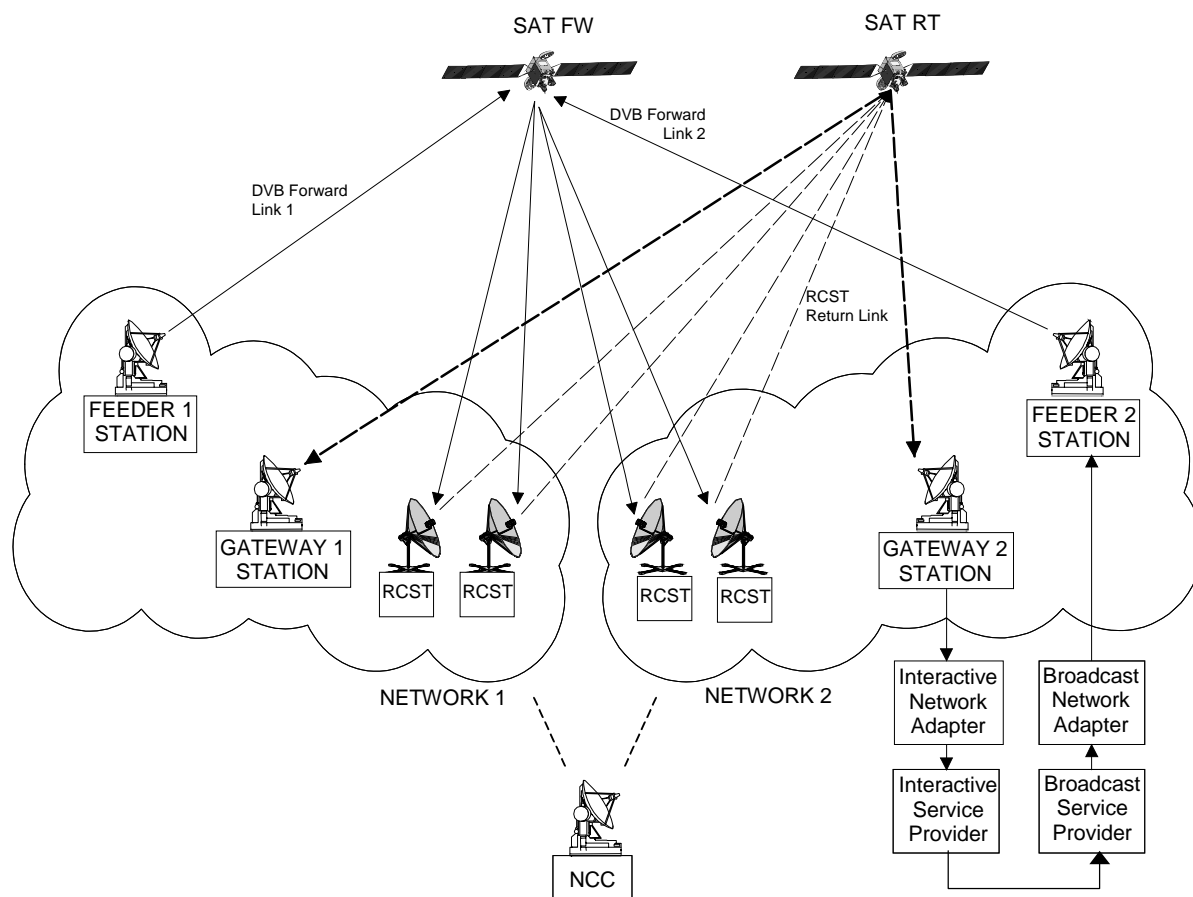 SAT FW
SAT RT
DVB Forward
Link 2
DVB Forward
Link 1
RCST
Return Link
FEEDER 1
STATION
FEEDER 2
STATION
GATEWAY 1
STATION
GATEWAY 2
STATION
RCST
RCST
RCST
RCST
NETWORK 1
NETWORK 2
Interactive
Network
Adapter
Broadcast
Network
Adapter
Interactive
Service
Provider
Broadcast
Service
Provider
NCC